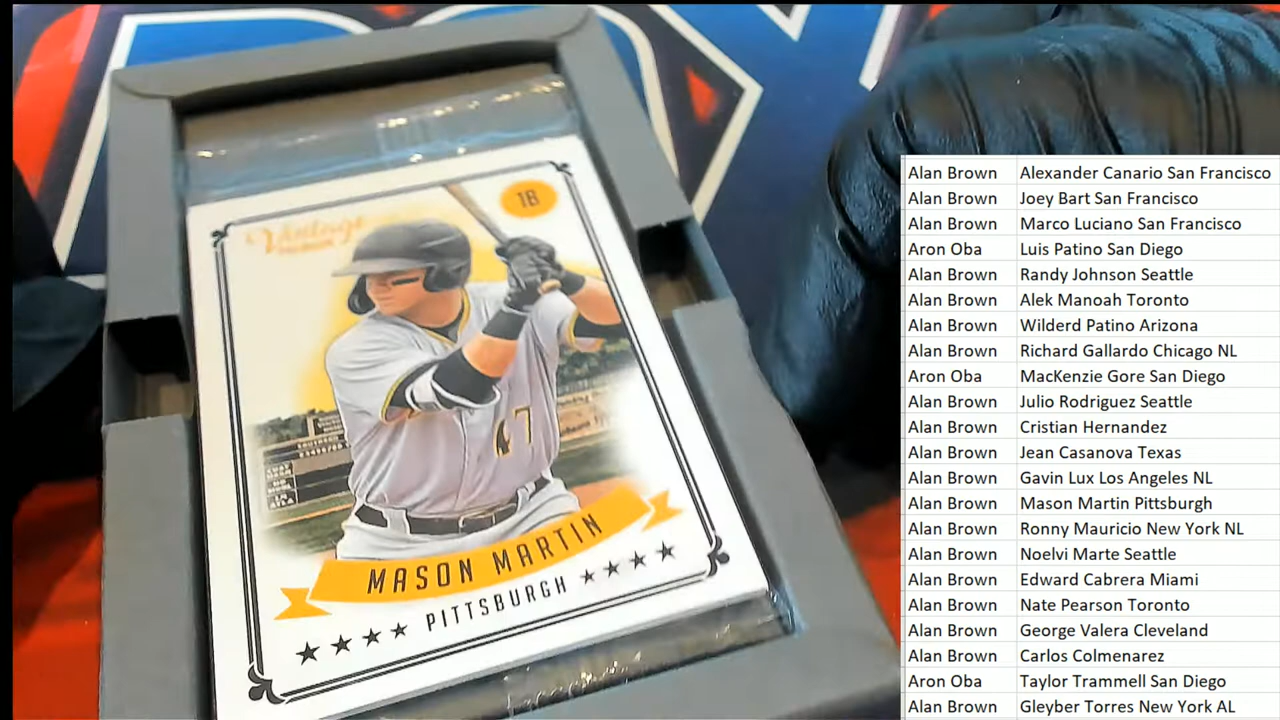 1B
Vintage
47
MASON MARTIN
PITTSBURGH
Alan Brown Alexander Canario San Francisco
Alan Brown Joey Bart San Francisco
Alan Brown Marco Luciano San Francisco
Aron Oba Luis Patino San Diego
Alan Brown Randy Johnson Seattle
Alan Brown Alek Manoah Toronto
Alan Brown Wilderd Patino Arizona
Alan Brown Richard Gallardo Chicago NL
Aron Oba MacKenzie Gore San Diego
Alan Brown Julio Rodriguez Seattle
Alan Brown Cristian Hernandez
Alan Brown Jean Casanova Texas
Alan Brown Gavin Lux Los Angeles NL
Alan Brown Mason Martin Pittsburgh
Alan Brown Ronny Mauricio New York NL
Alan Brown Noelvi Marte Seattle
Alan Brown Edward Cabrera Miami
Alan Brown Nate Pearson Toronto
Alan Brown George Valera Cleveland
Alan Brown Carlos Colmenarez
Aron Oba Taylor Trammell San Diego
Alan Brown Gleyber Torres New York AL